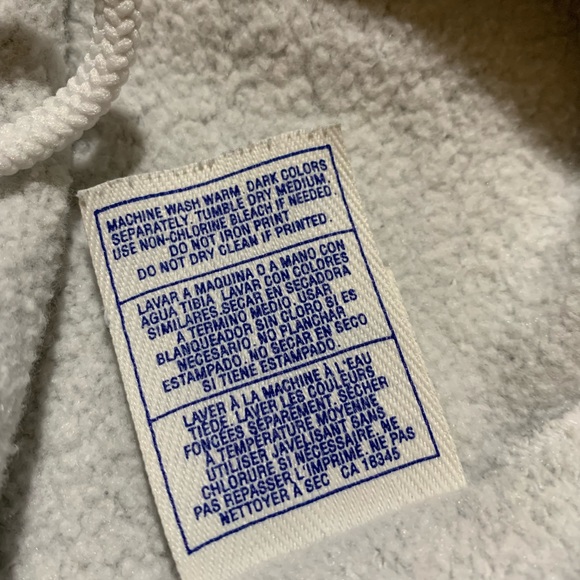 MACHINE WASH WARM, DARK COLORS
SEPARATELY. TUMBLE DRY MEDIUM.
USE NON-CHLORINE BLEACH IF NEEDED
DO NOT IRON PRINT
DO NOT DRY CLEAN IF PRINTED.
LAVAR A MAQUINA O A MANO CON
AGUA TIBIA. LAVAR CON COLORES
SIMILARES. SECAR EN SECADORA
A TERMINO MEDIO. USAR
BLANQUEADOR SIN CLORO SI ES
NECESARIO. NO PLANCHAR
ESTAMPADO. NO SECAR EN SECO
SI TIENE ESTAMPADO.
LAVER À LA MACHINE À L'EAU
TIÈDE. LAVER LES COULEURS
FONCÉES SÉPAREMENT. SÉCHER
À TEMPÉRATURE MOYENNE
UTILISER JAVELISANT SANS
CHLORURE SI NÉCESSAIRE. NE
PAS REPASSER L'IMPRIMÉ. NE PAS
NETTOYER À SEC CA 16345